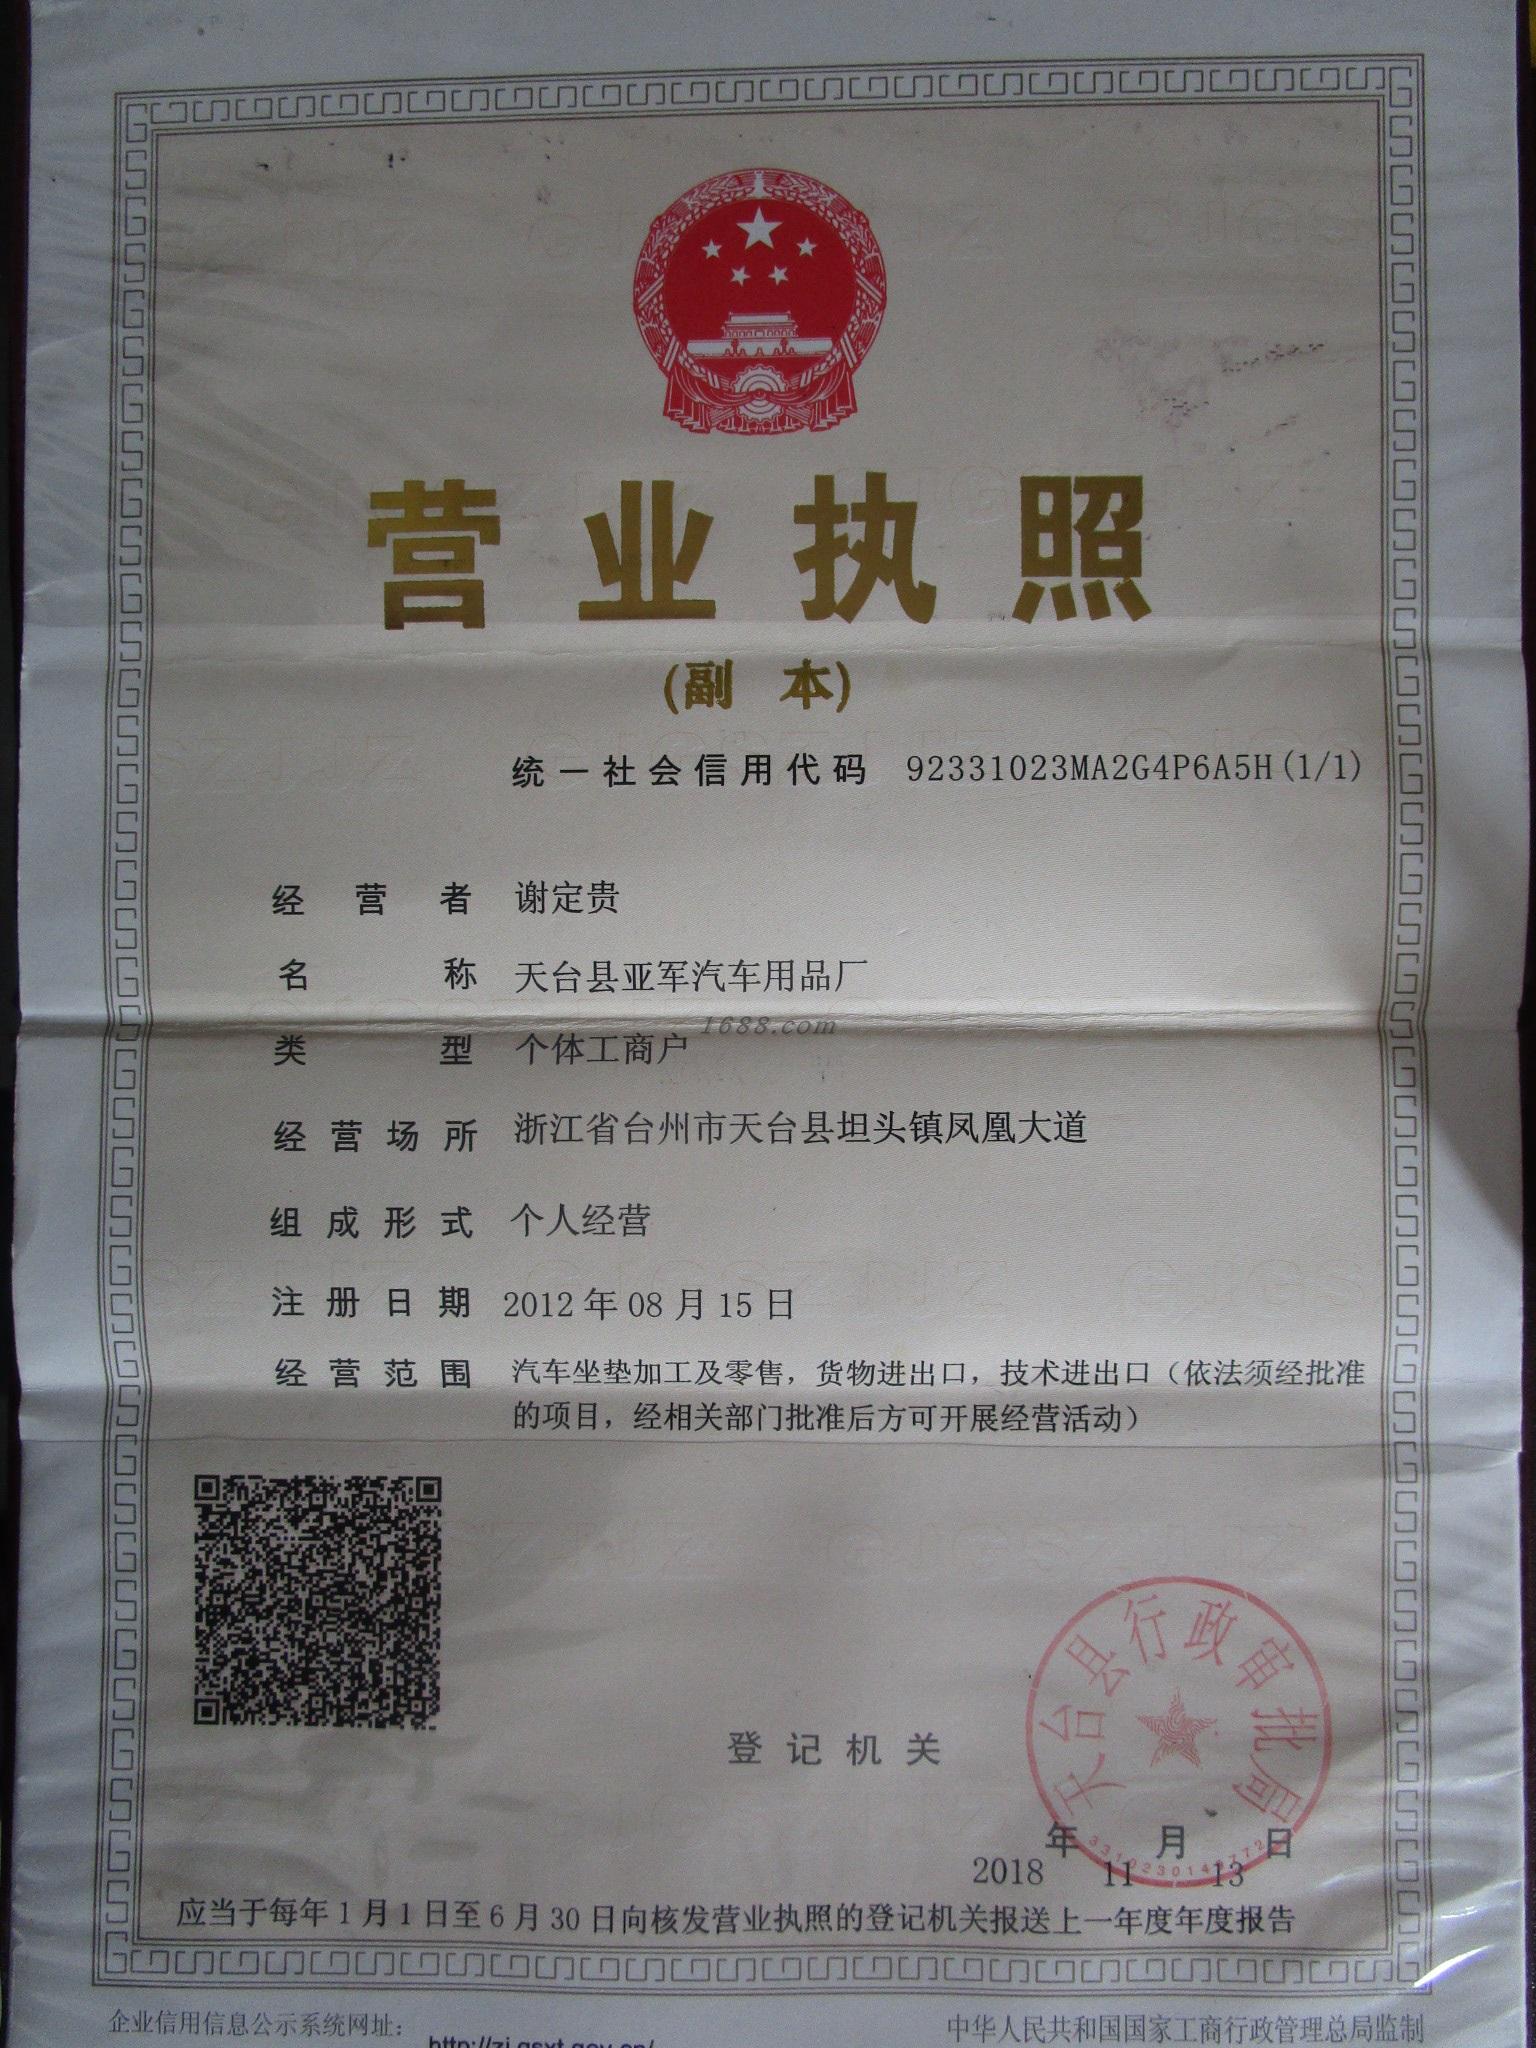 营业执照
(副 本)
统一社会信用代码 92331023MA2G4P6A5H(1/1)
经营者 谢定贵
名称 天台县亚军汽车用品厂
1688.com
类型 个体工商户
经营场所 浙江省台州市天台县坦头镇凤凰大道
组成形式 个人经营
注册日期 2012年08月15日
经营范围 汽车坐垫加工及零售，货物进出口，技术进出口（依法须经批准
的项目，经相关部门批准后方可开展经营活动）
天台县行政审批局
登记机关
年 月 日
2018 11 13
应当于每年1月1日至6月30日向核发营业执照的登记机关报送上一年度年度报告
企业信用信息公示系统网址：
http://zj.gsxt.gov.cn/
中华人民共和国国家工商行政管理总局监制